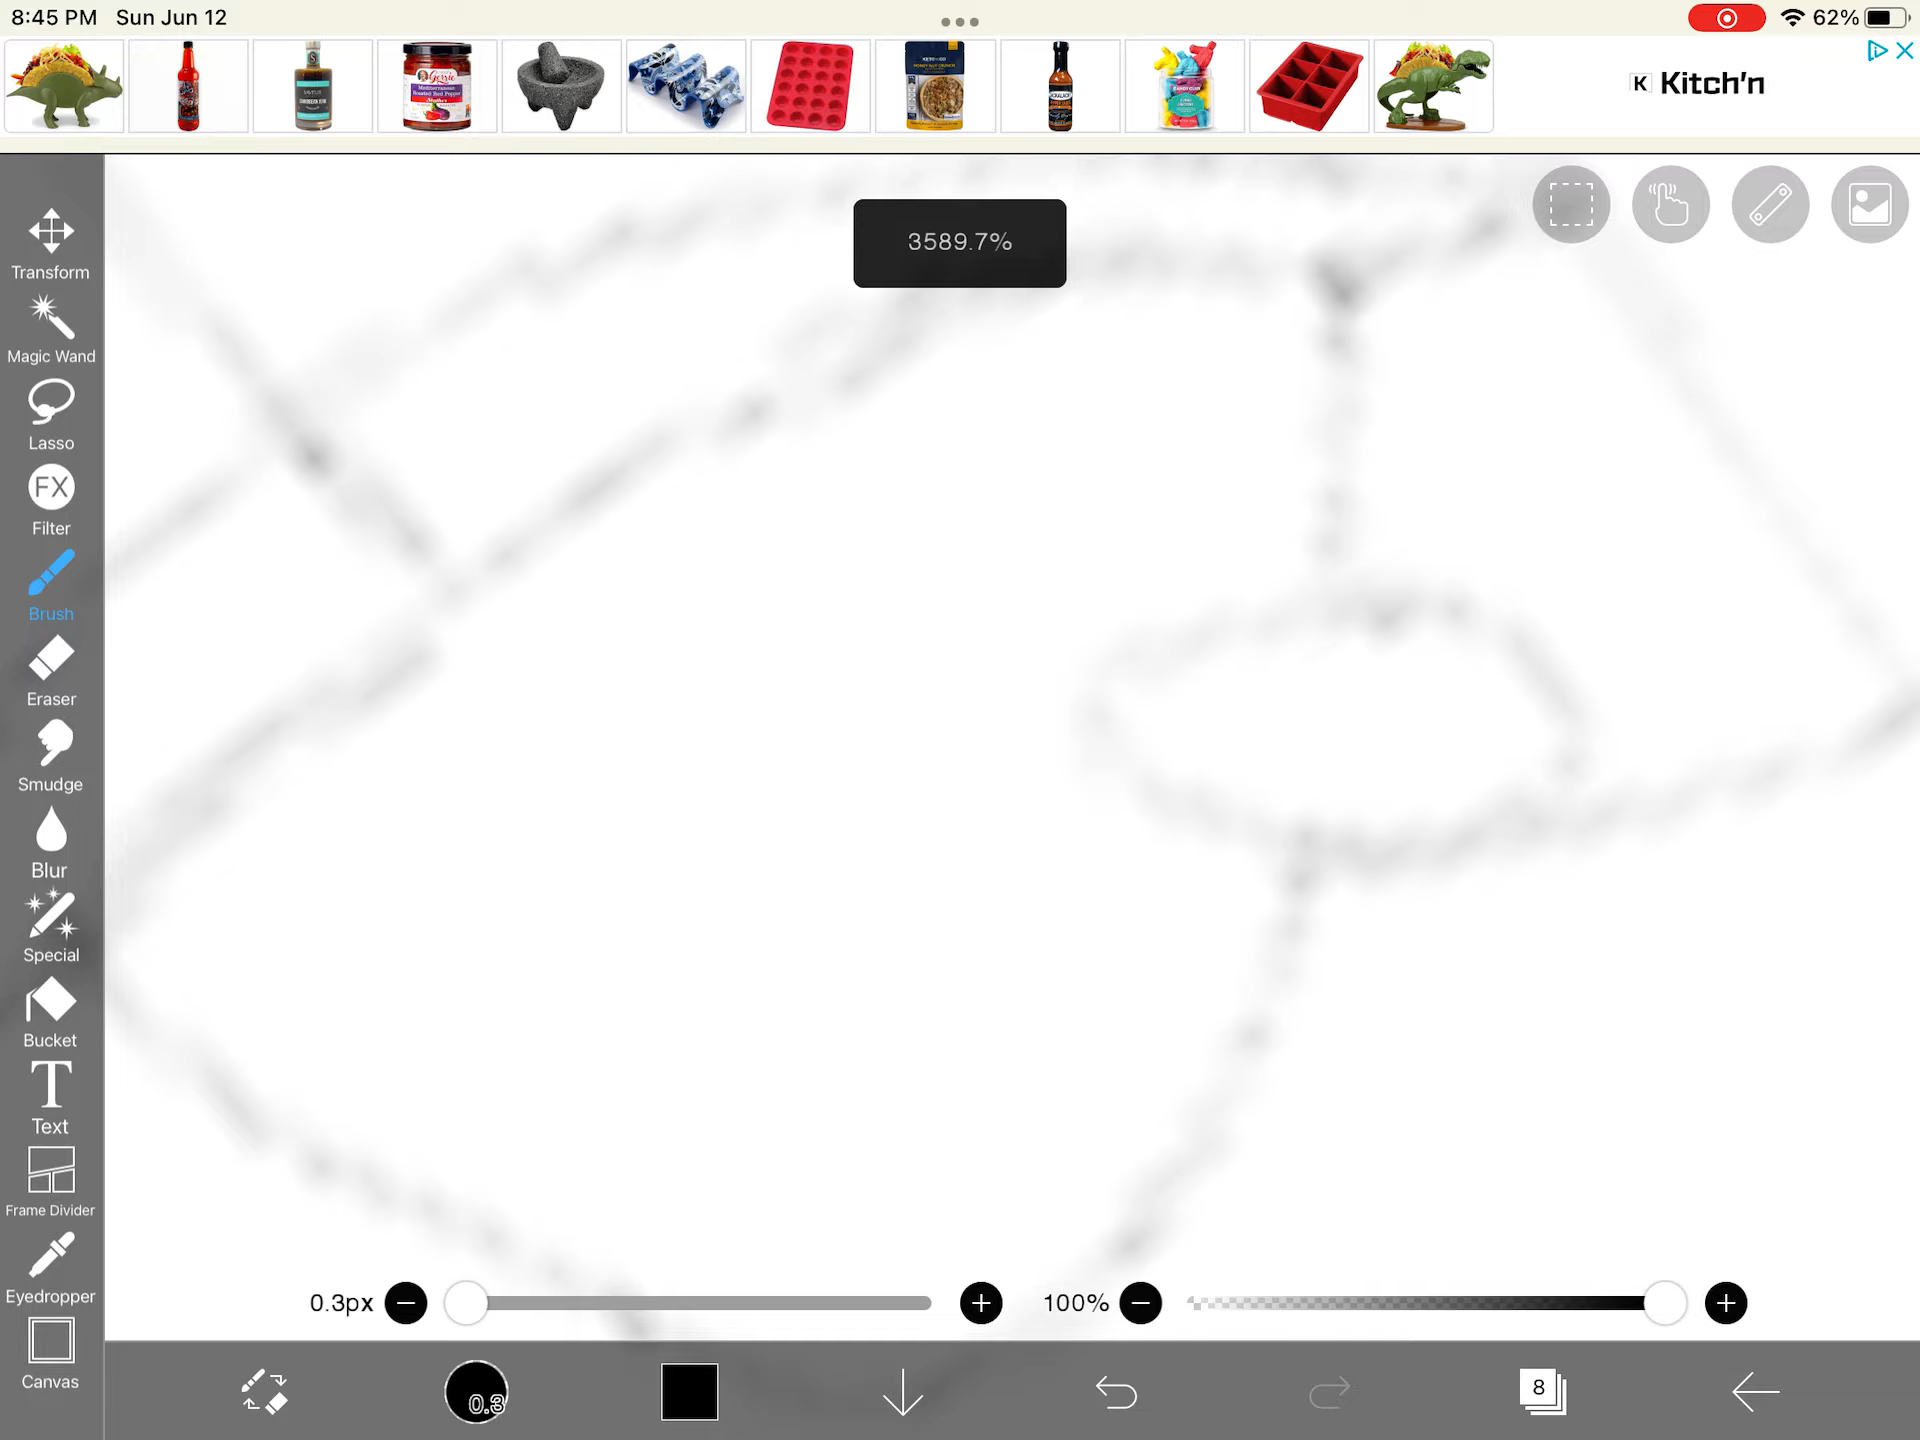 8:45 PM Sun Jun 12
62%
K Kitch'n
3589.7%
Transform
Magic Wand
Lasso
FX
Filter
Brush
Eraser
Smudge
Blur
Special
Bucket
T
Text
Frame Divider
Eyedropper
Canvas
0.3px
100%
0.3
8